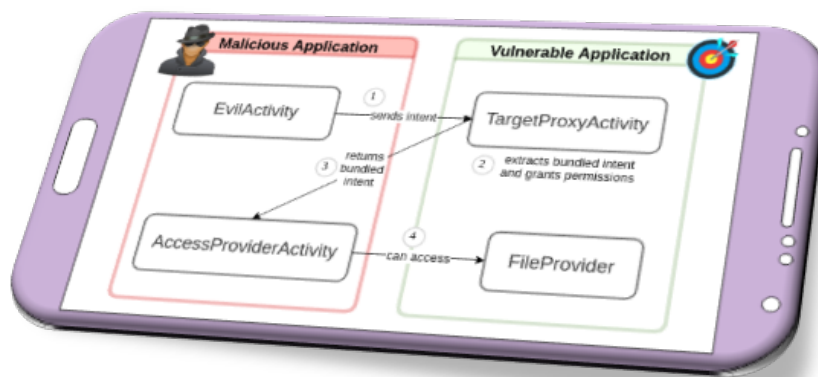 Malicious Application
Vulnerable Application
EvilActivity
1
sends intent
TargetProxyActivity
2
extracts bundled intent
and grants permissions
3
returns
bundled
intent
AccessProviderActivity
4
can access
FileProvider